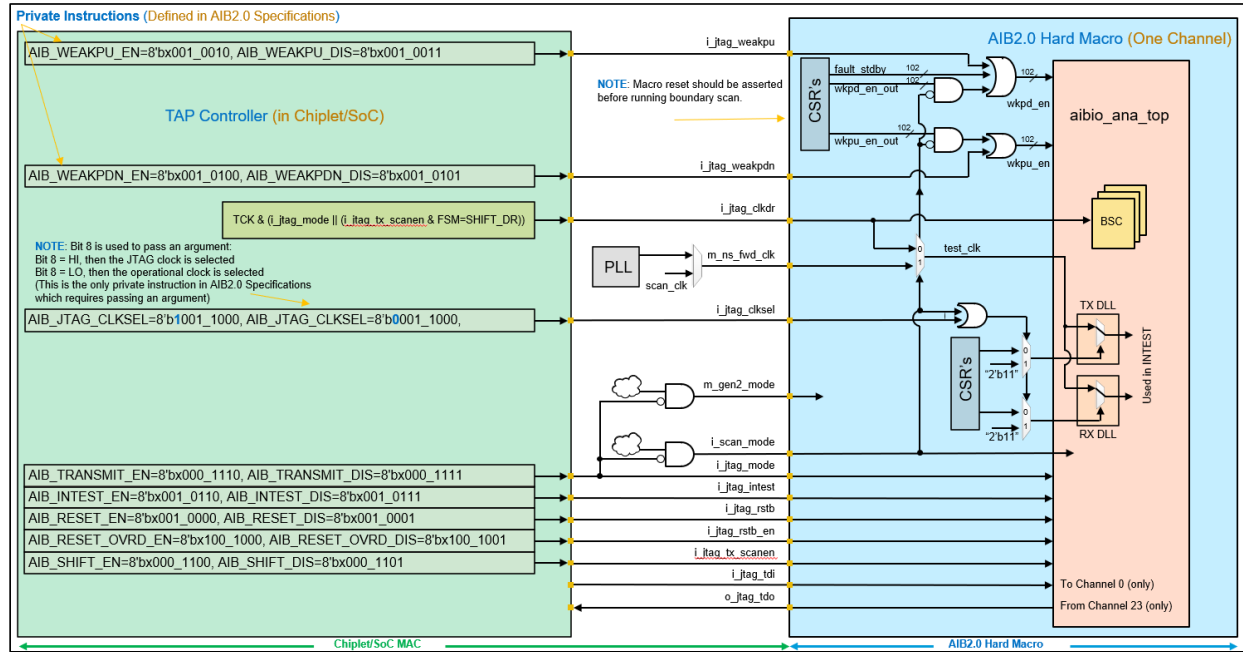 Private Instructions (Defined in AIB2.0 Specifications)
AIB_WEAKPU_EN=8'bx001_0010, AIB_WEAKPU_DIS=8'bx001_0011
TAP Controller (in Chiplet/SoC)
AIB_WEAKPDN_EN=8'bx001_0100, AIB_WEAKPDN_DIS=8'bx001_0101
TCK & (i_jtag_mode || (i_jtag_tx_scanen & FSM=SHIFT_DR))
NOTE: Bit 8 is used to pass an argument:
Bit 8 = HI, then the JTAG clock is selected
Bit 8 = LO, then the operational clock is selected
(This is the only private instruction in AIB2.0 Specifications
which requires passing an argument)
AIB_JTAG_CLKSEL=8'b1001_1000, AIB_JTAG_CLKSEL=8'b0001_1000,
AIB_TRANSMIT_EN=8'bx000_1110, AIB_TRANSMIT_DIS=8'bx000_1111
AIB_INTEST_EN=8'bx001_0110, AIB_INTEST_DIS=8'bx001_0111
AIB_RESET_EN=8'bx001_0000, AIB_RESET_DIS=8'bx001_0001
AIB_RESET_OVRD_EN=8'bx100_1000, AIB_RESET_OVRD_DIS=8'bx100_1001
AIB_SHIFT_EN=8'bx000_1100, AIB_SHIFT_DIS=8'bx000_1101
i_jtag_weakpu
NOTE: Macro reset should be asserted
before running boundary scan.
i_jtag_weakpdn
i_jtag_clkdr
PLL
m_ns_fwd_clk
scan_clk
i_jtag_clksel
m_gen2_mode
i_scan_mode
i_jtag_mode
i_jtag_intest
i_jtag_rstb
i_jtag_rstb_en
i_jtag_tx_scanen
i_jtag_tdi
o_jtag_tdo
AIB2.0 Hard Macro (One Channel)
CSR's
fault_stdby
102
102
wkpd_en_out
102
wkpd_en
102
wkpu_en_out
102
wkpu_en
aibio_ana_top
BSC
0
1
test_clk
TX DLL
CSR's
0
1
"2'b11"
0
1
"2'b11"
RX DLL
Used in INTEST
To Channel 0 (only)
From Channel 23 (only)
Chiplet/SoC MAC
AIB2.0 Hard Macro